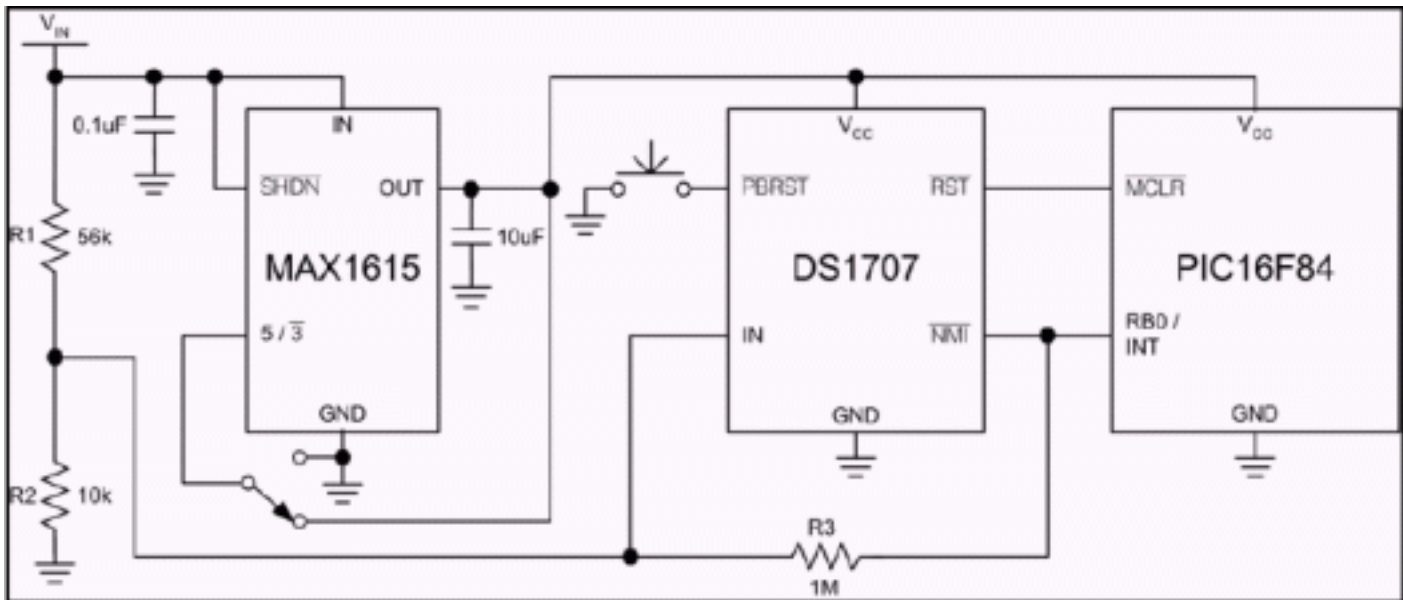 VIN
0.1uF
IN
SHDN
OUT
R1
56k
10uF
MAX1615
5 / 3
GND
R2
10k
VCC
PBRST
RST
DS1707
IN
NMI
GND
R3
1M
VCC
MCLR
PIC16F84
RB0 /
INT
GND